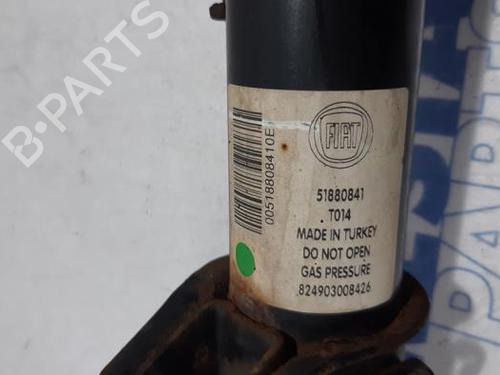 B-PARTS
FIAT
51880841
T014
MADE IN TURKEY
DO NOT OPEN
GAS PRESSURE
824903008426
00518808410E